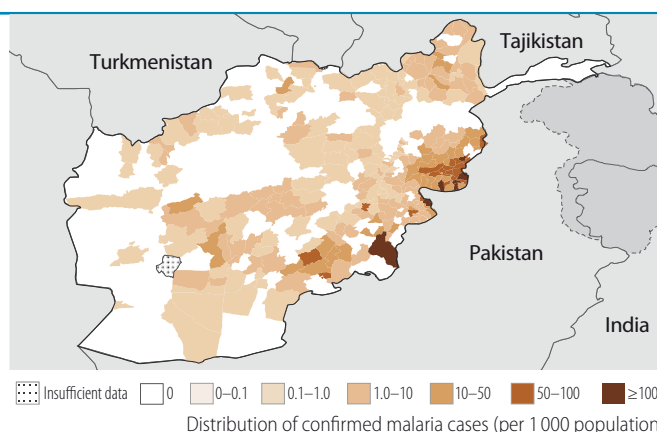 Turkmenistan
Tajikistan
Pakistan
India
Insufficient data 0 0–0.1 0.1–1.0 1.0–10 10–50 50–100 ≥100
Distribution of confirmed malaria cases (per 1 000 population